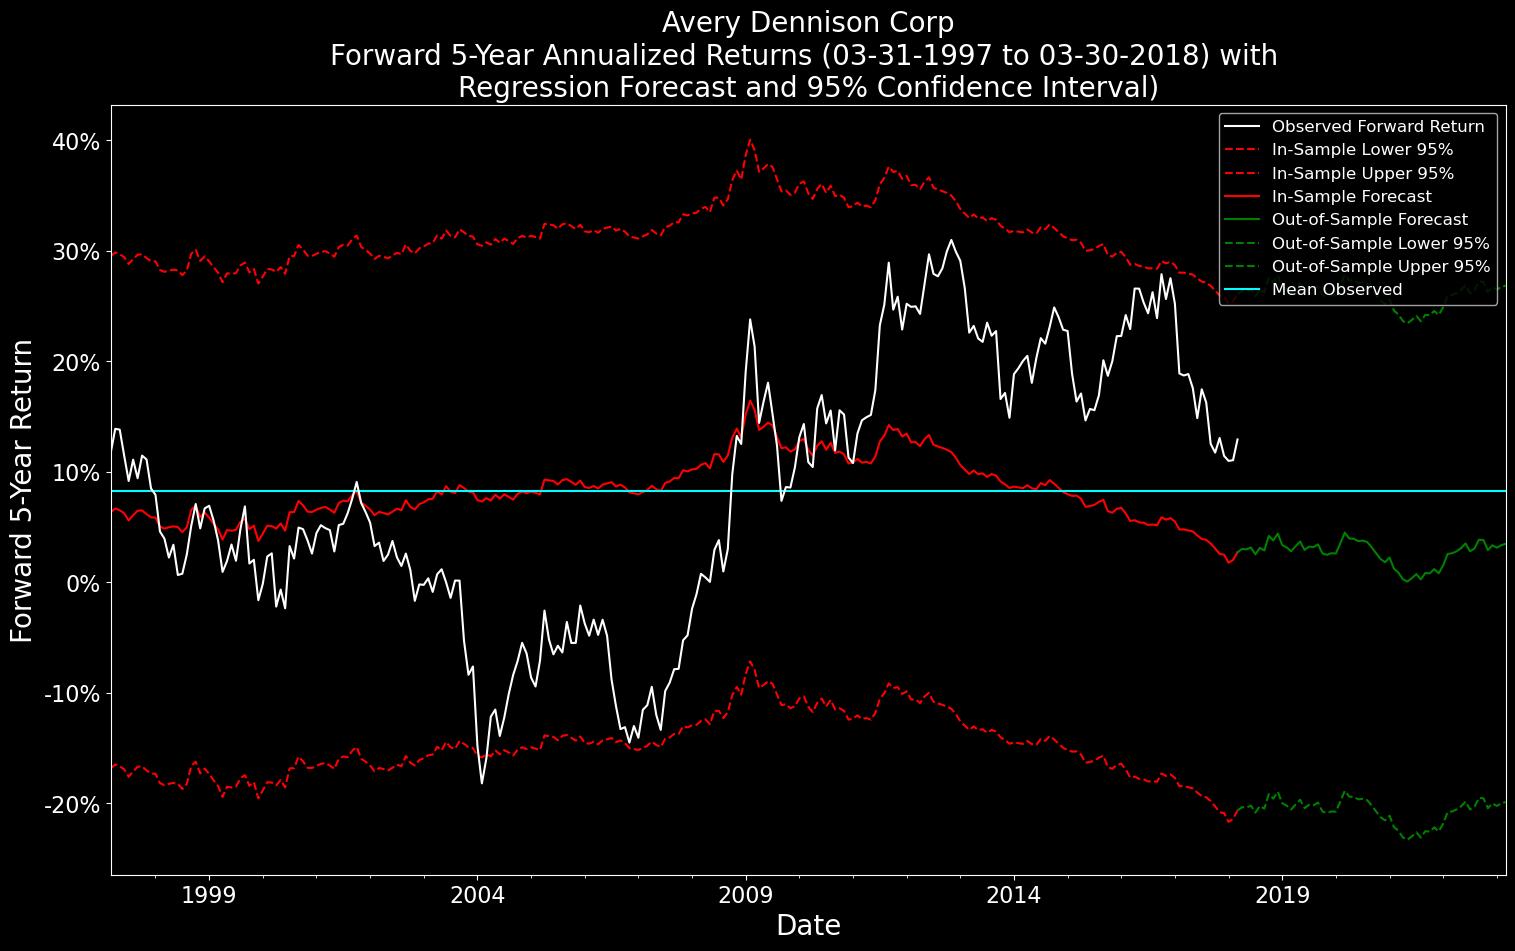 Avery Dennison Corp
Forward 5-Year Annualized Returns (03-31-1997 to 03-30-2018) with
Regression Forecast and 95% Confidence Interval)
Forward 5-Year Return
40%
30%
20%
10%
0%
-10%
-20%
Observed Forward Return
In-Sample Lower 95%
In-Sample Upper 95%
In-Sample Forecast
Out-of-Sample Forecast
Out-of-Sample Lower 95%
Out-of-Sample Upper 95%
Mean Observed
1999 2004 2009 2014 2019
Date